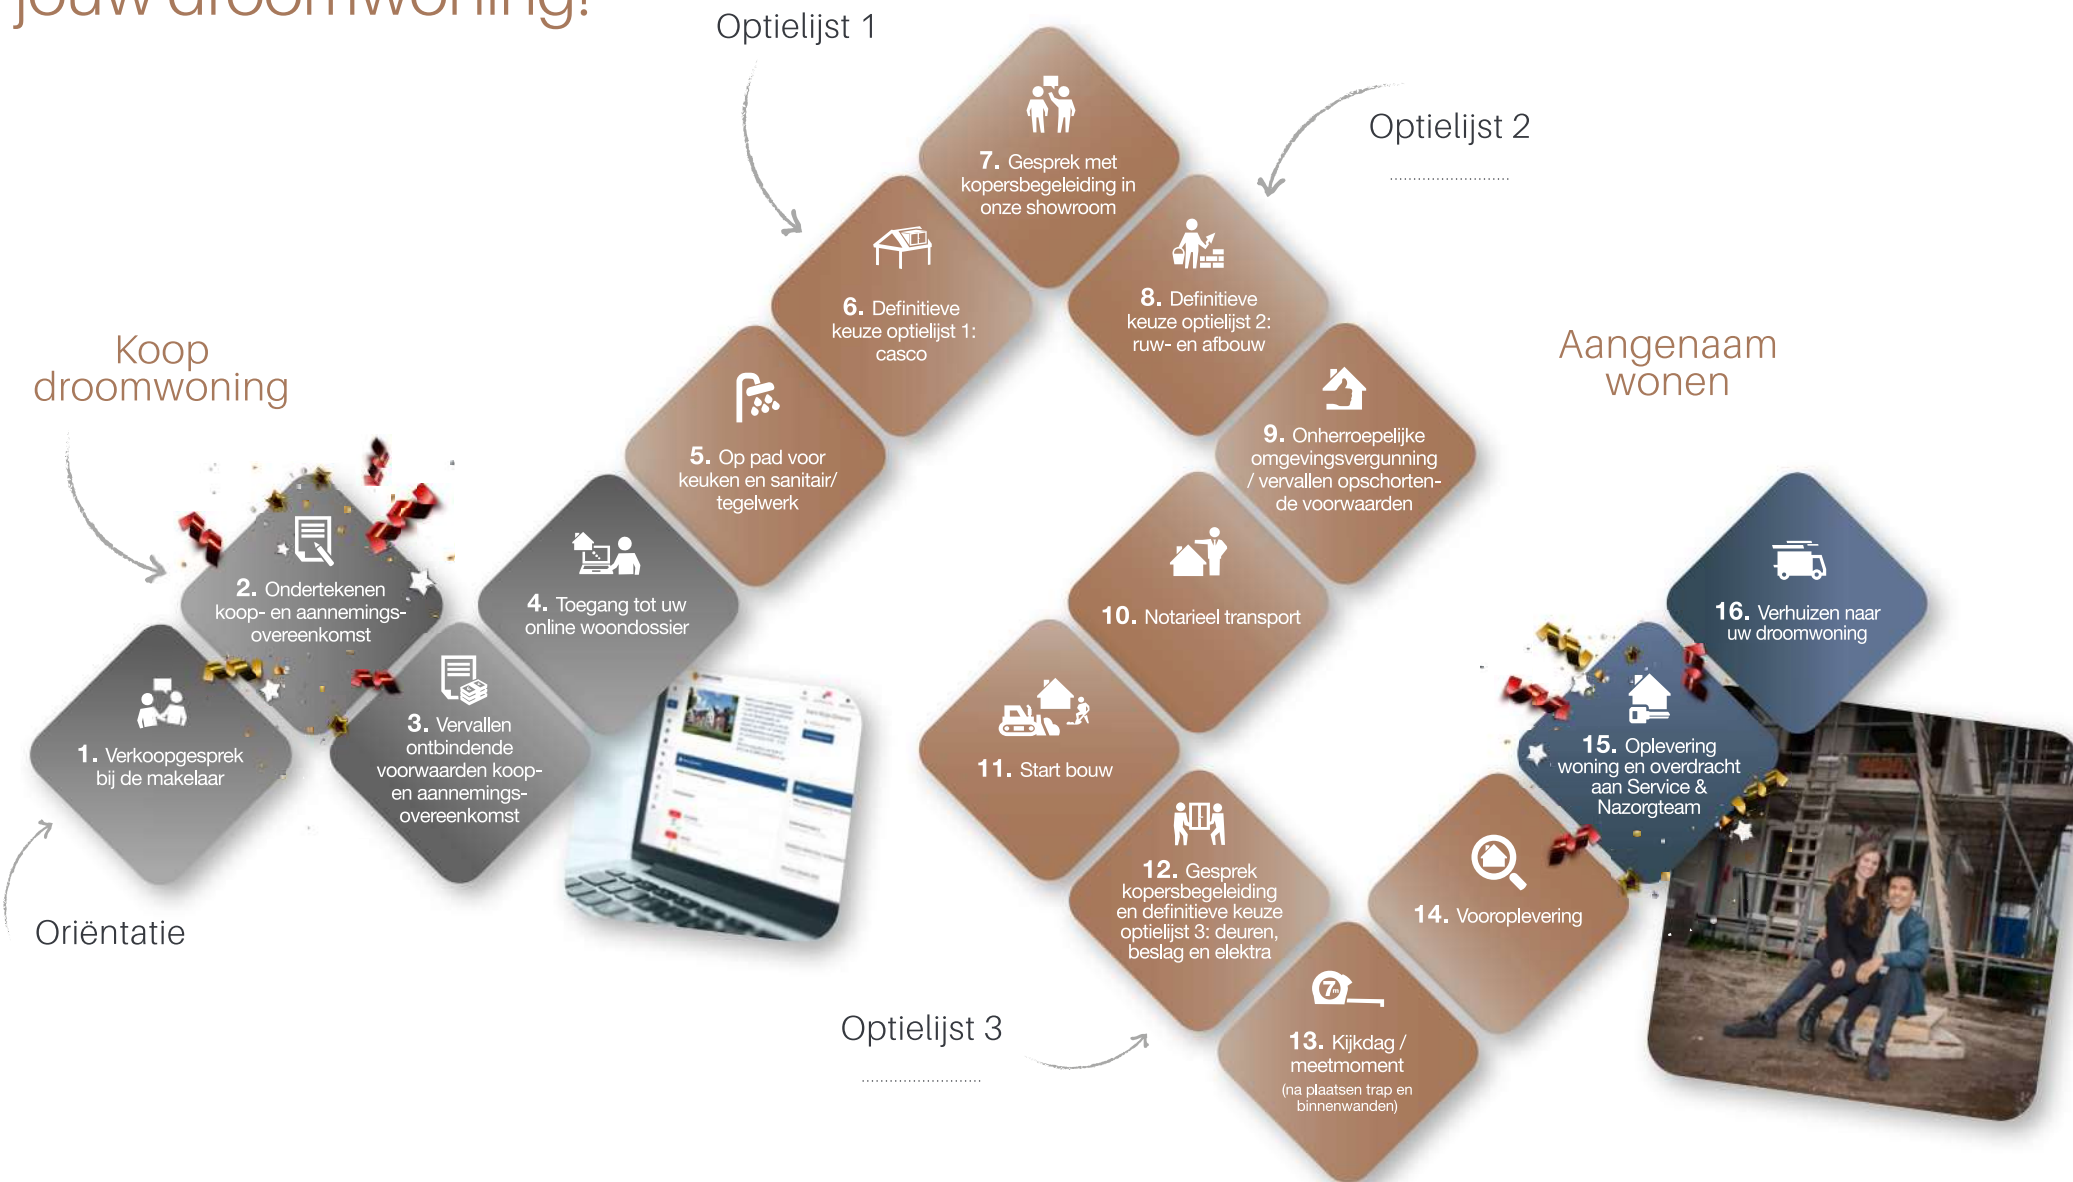 jouw droomwoning!
Optielijst 1
Optielijst 2
Koop
droomwoning
Aangenaam
wonen
Oriëntatie
Optielijst 3
1. Verkoopgesprek
bij de makelaar
2. Ondertekenen
koop- en aannemings-
overeenkomst
3. Vervallen
ontbindende
voorwaarden koop-
en aannemings-
overeenkomst
4. Toegang tot uw
online woondossier
5. Op pad voor
keuken en sanitair/
tegelwerk
6. Definitieve
keuze optielijst 1:
casco
7. Gesprek met
kopersbegeleiding in
onze showroom
8. Definitieve
keuze optielijst 2:
ruw- en afbouw
9. Onherroepelijke
omgevingsvergunning
/ vervallen opschorten-
de voorwaarden
10. Notarieel transport
11. Start bouw
12. Gesprek
kopersbegeleiding
en definitieve keuze
optielijst 3: deuren,
beslag en elektra
7m
13. Kijkdag /
meetmoment
(na plaatsen trap en
binnenwanden)
14. Vooroplevering
15. Oplevering
woning en overdracht
aan Service &
Nazorgteam
16. Verhuizen naar
uw droomwoning